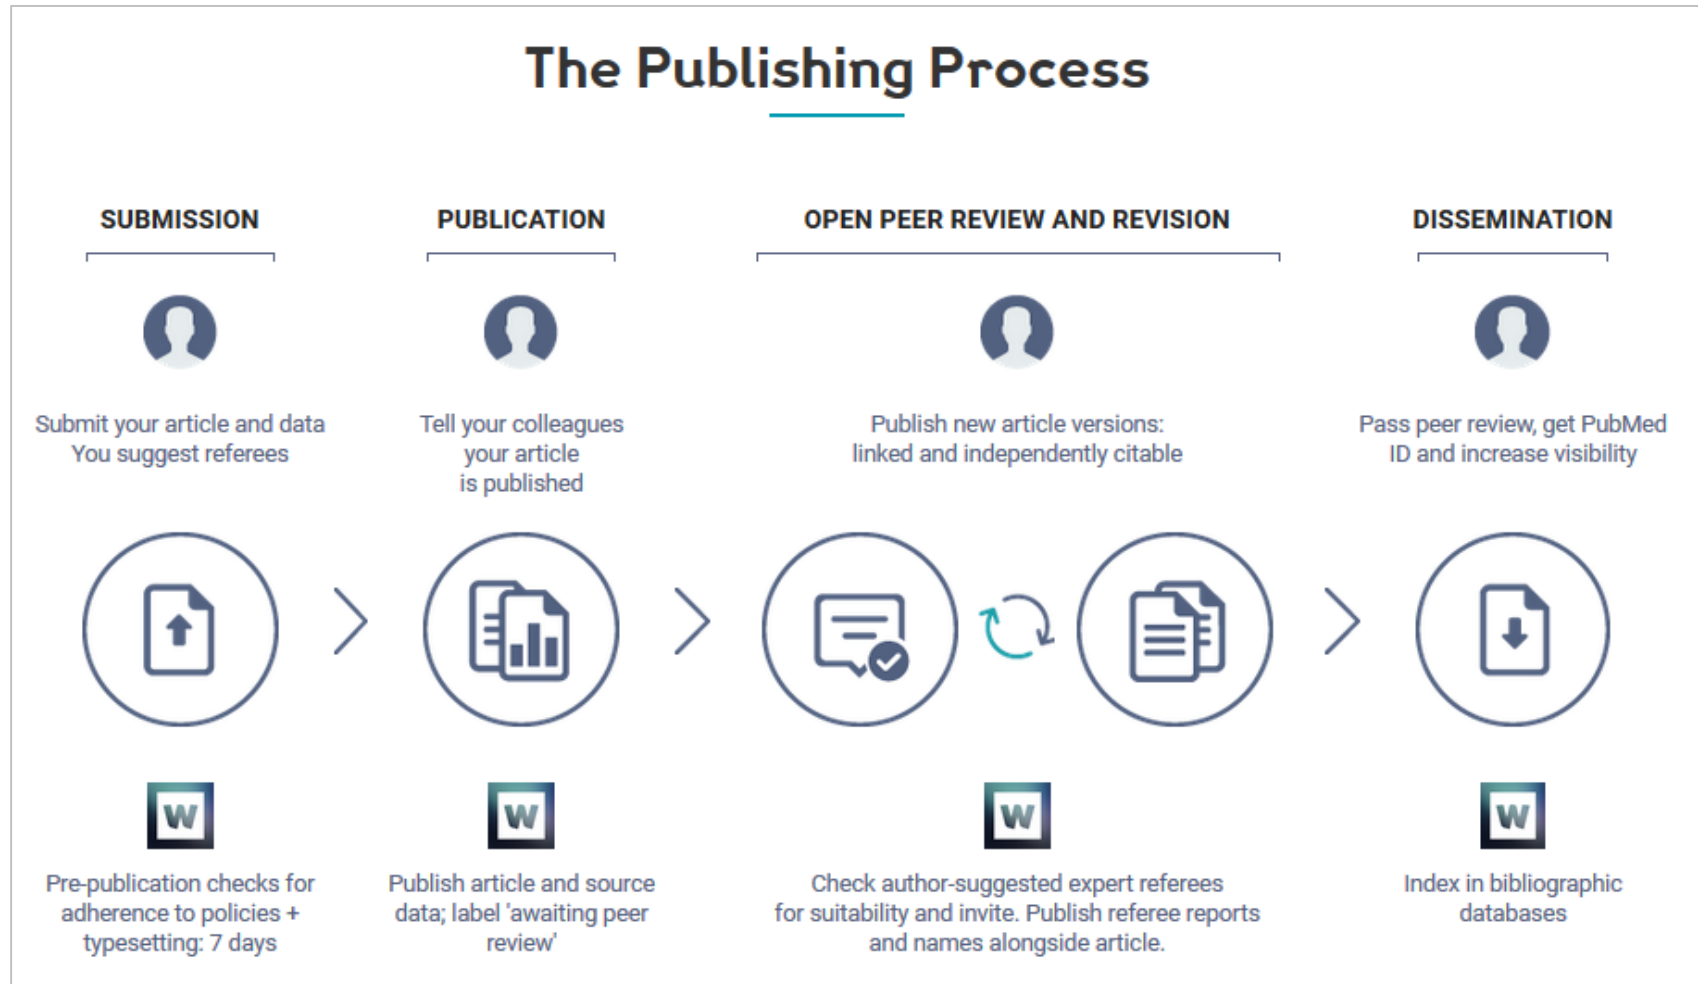 The Publishing Process
SUBMISSION
Submit your article and data
You suggest referees
W
Pre-publication checks for
adherence to policies +
typesetting: 7 days
PUBLICATION
Tell your colleagues
your article
is published
W
Publish article and source
data; label 'awaiting peer
review'
OPEN PEER REVIEW AND REVISION
Publish new article versions:
linked and independently citable
W
Check author-suggested expert referees
for suitability and invite. Publish referee reports
and names alongside article.
DISSEMINATION
Pass peer review, get PubMed
ID and increase visibility
W
Index in bibliographic
databases